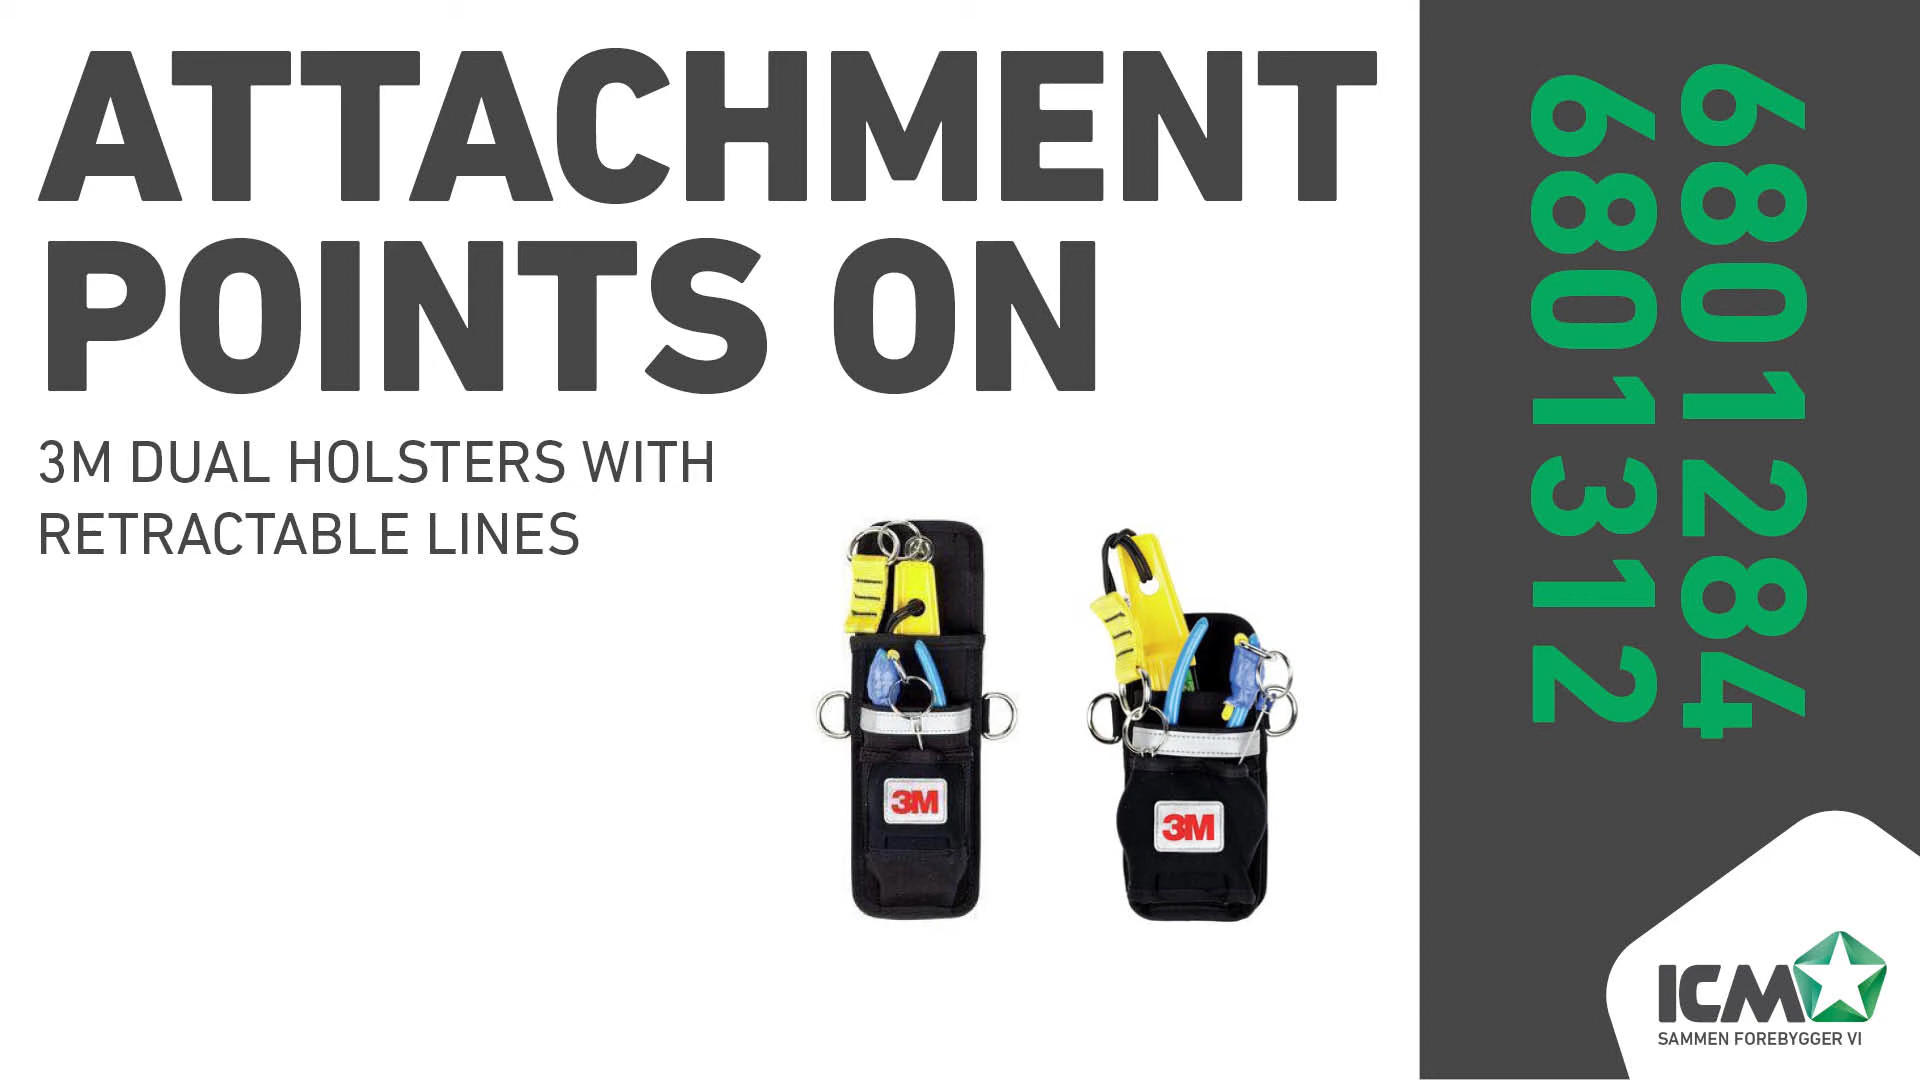 ATTACHMENT
POINTS ON
3M DUAL HOLSTERS WITH
RETRACTABLE LINES
3M
3M
6801284
6801312
ICM
SAMMEN FOREBYGGER VI